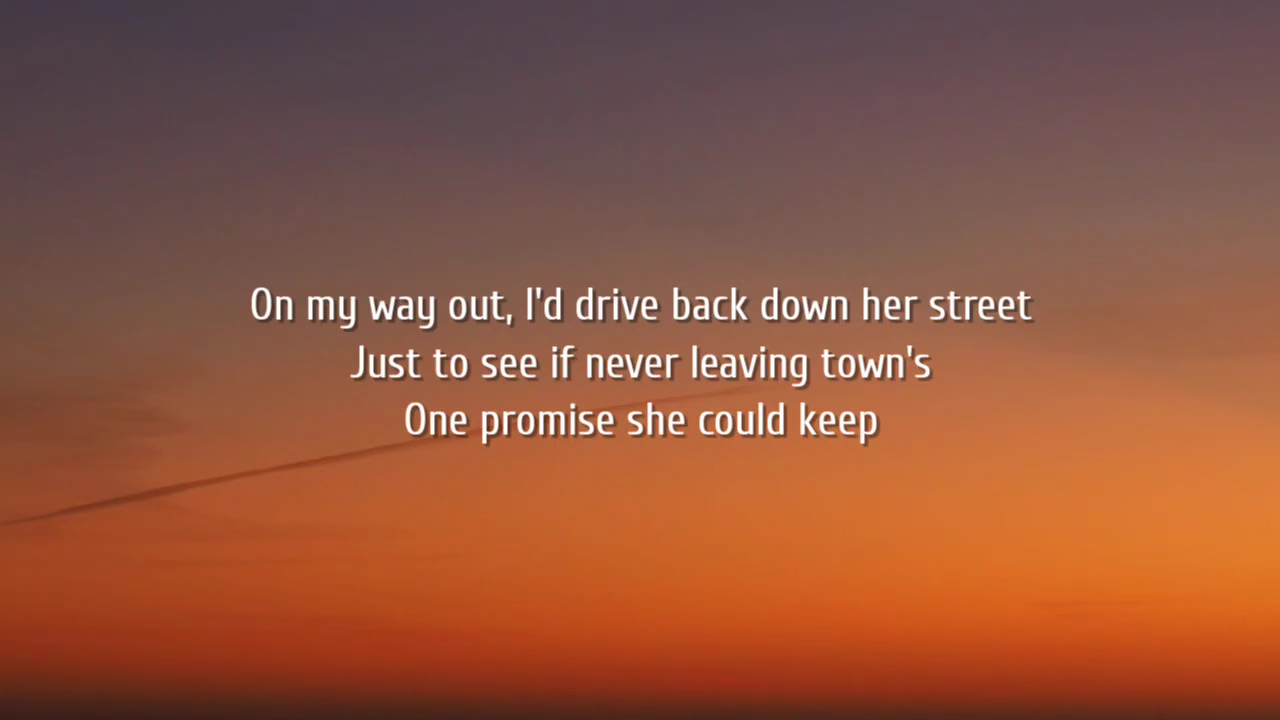 On my way out, I'd drive back down her street
Just to see if never leaving town's
One promise she could keep